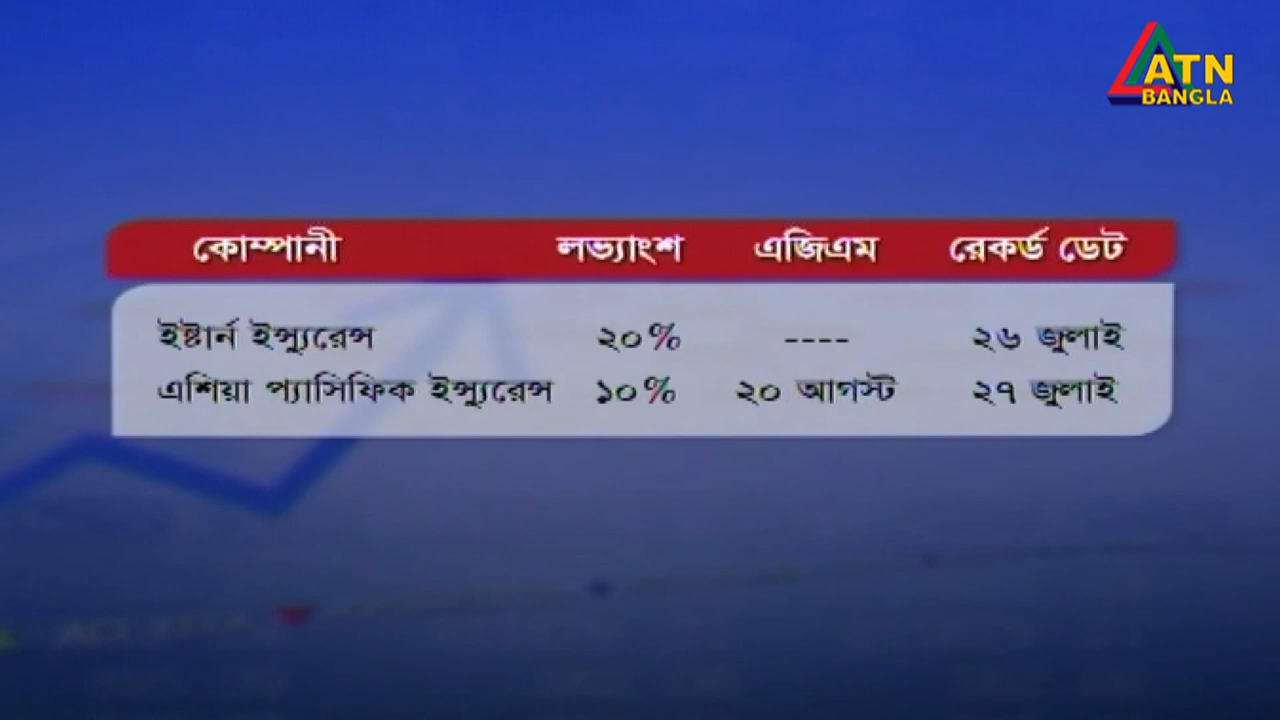 ATN
BANGLA
কোম্পানী লভ্যাংশ এজিএম রেকর্ড ডেট
ইষ্টার্ন ইন্স্যুরেন্স ২০% ---- ২৬ জুলাই
এশিয়া প্যাসিফিক ইন্স্যুরেন্স ১০% ২০ আগস্ট ২৭ জুলাই